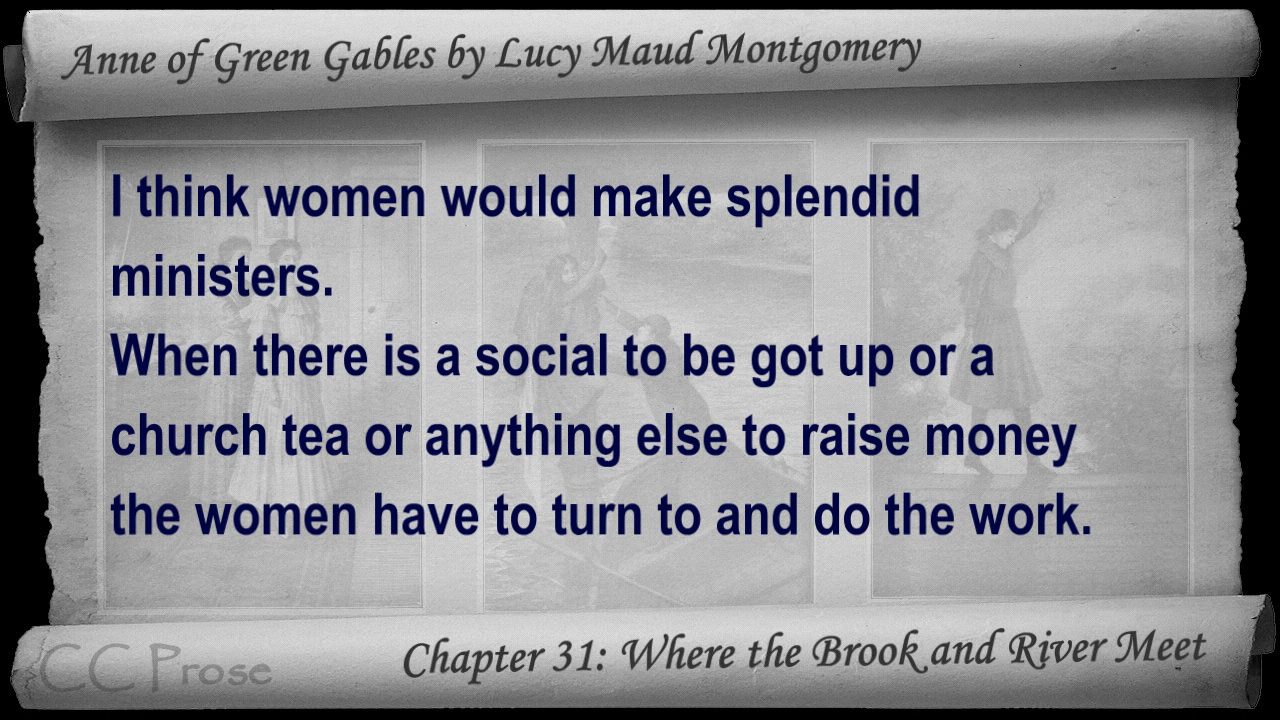 Anne of Green Gables by Lucy Maud Montgomery
I think women would make splendid
ministers.
When there is a social to be got up or a
church tea or anything else to raise money
the women have to turn to and do the work.
CC Prose
Chapter 31: Where the Brook and River Meet